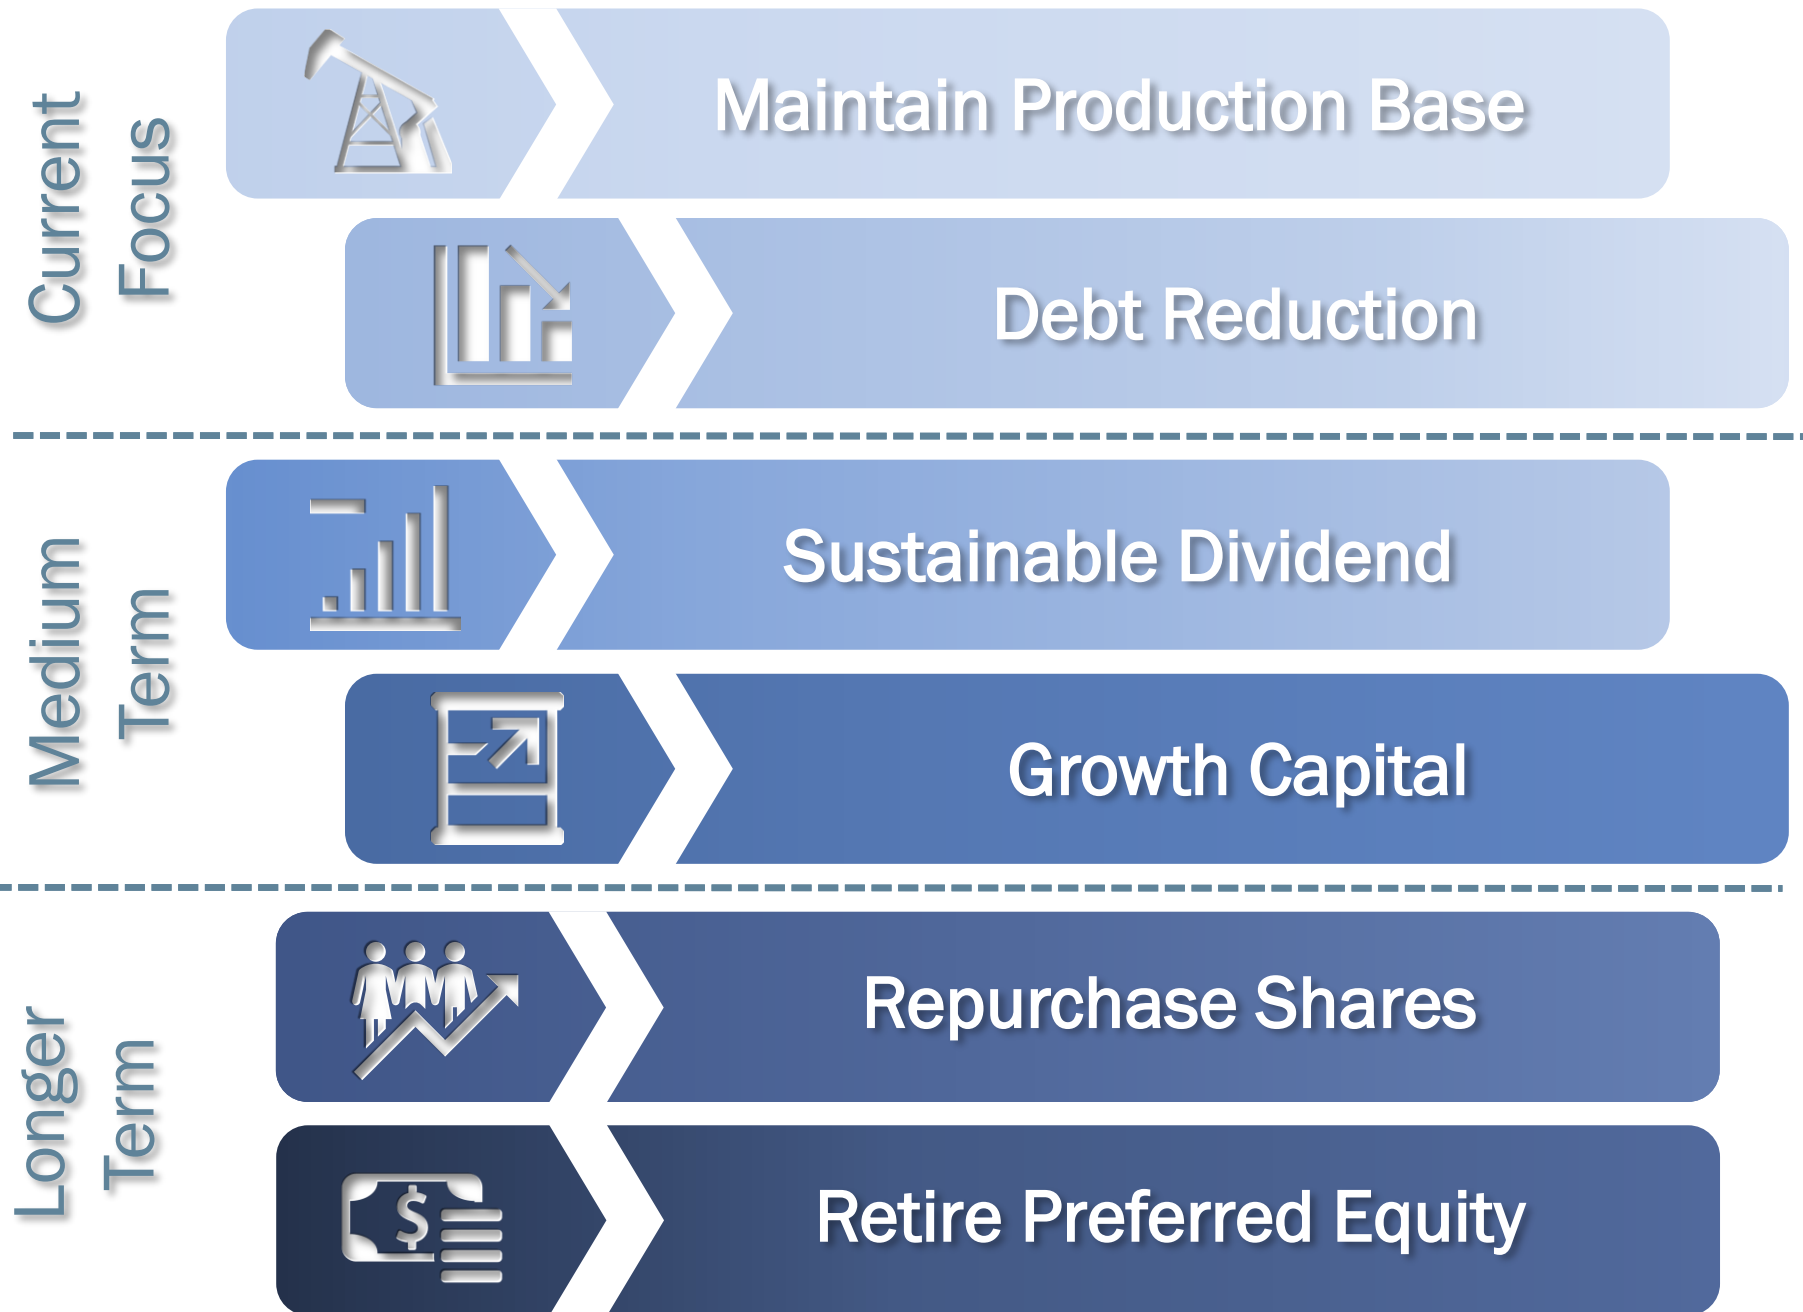 Current
Focus
Maintain Production Base
Debt Reduction
Medium
Term
Sustainable Dividend
Growth Capital
Longer
Term
Repurchase Shares
$
Retire Preferred Equity